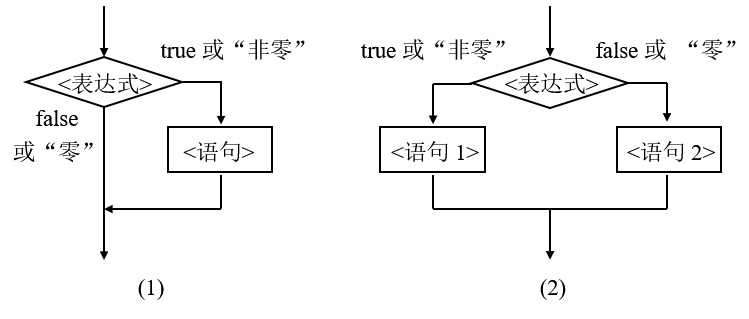 true 或“非零”
<表达式>
false
或“零”
<语句>
(1)
true 或“非零”
false 或 “零”
<表达式>
<语句 1>
<语句 2>
(2)